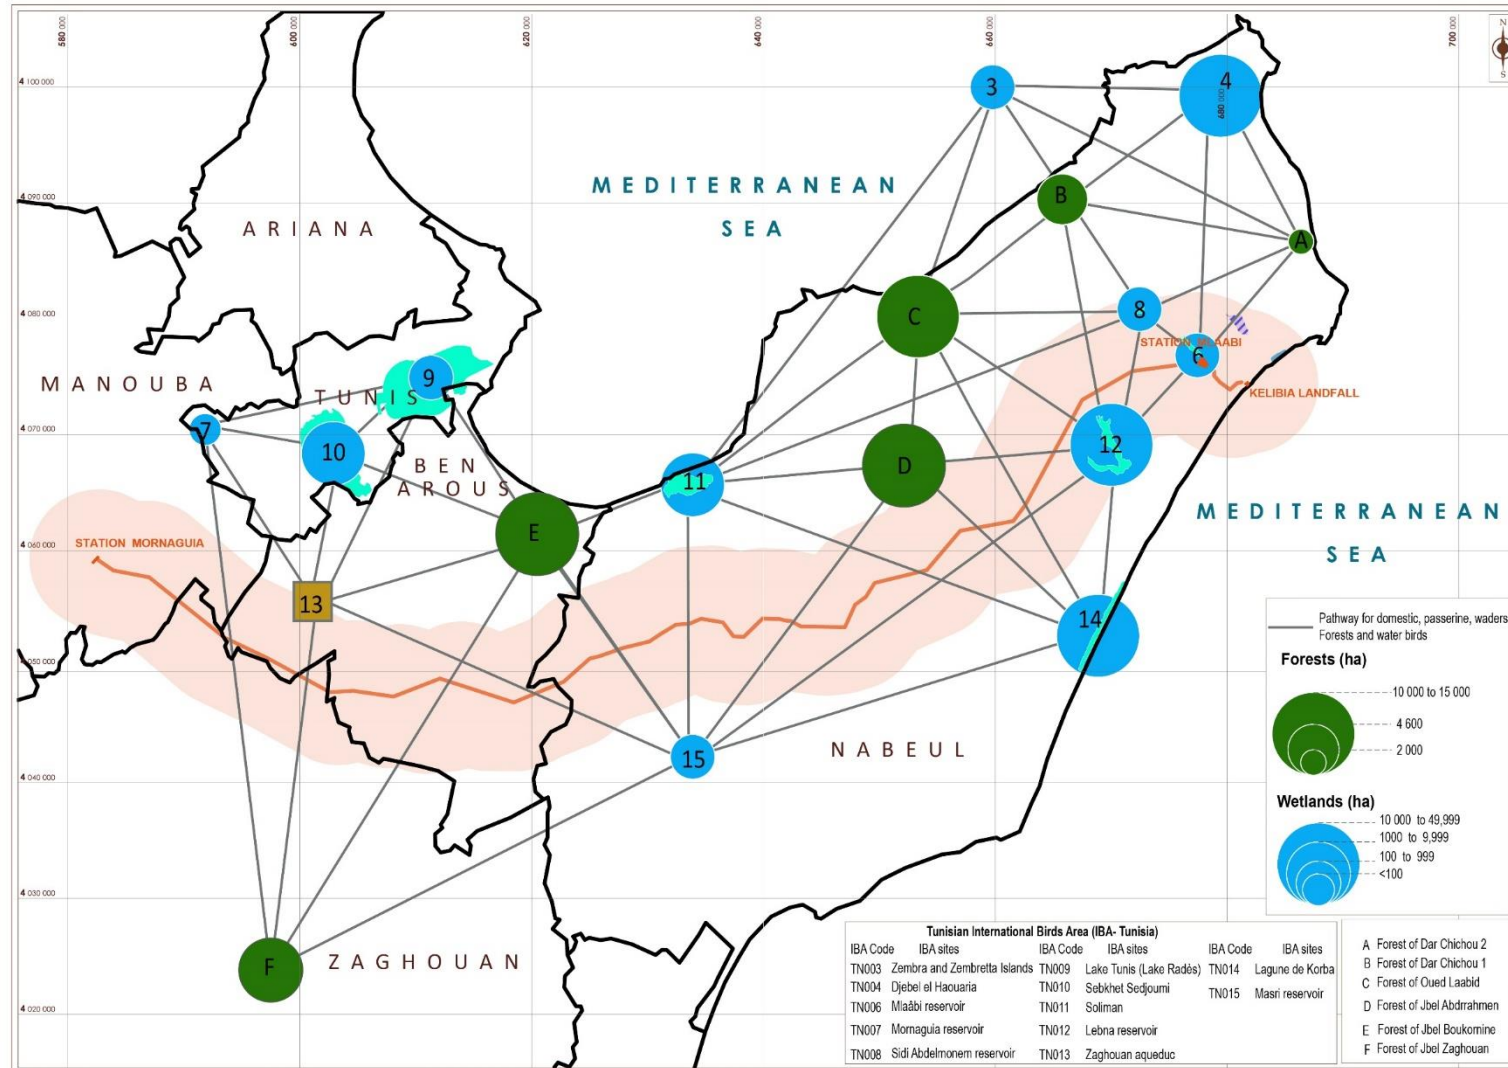 580 000
600 000
620 000
640 000
660 000
680 000
700 000
N
S
4 100 000
4 090 000
4 080 000
4 070 000
4 060 000
4 050 000
4 040 000
4 030 000
4 020 000
3
4
MEDITERRANEAN
SEA
B
ARIANA
A
C
8
STATION MLAABI
6
KELIBIA LANDFALL
MANOUBA
9
TUNIS
7
10
BEN
AROUS
11
D
12
MEDITERRANEAN
SEA
E
STATION MORNAGUIA
13
14
15
NABEUL
F
ZAGHOUAN
Pathway for domestic, passerine, waders
Forests and water birds
Forests (ha)
10 000 to 15 000
4 600
2 000
Wetlands (ha)
10 000 to 49,999
1000 to 9,999
100 to 999
<100
Tunisian International Birds Area (IBA- Tunisia)
IBA Code IBA sites IBA Code IBA sites IBA Code IBA sites
TN003 Zembra and Zembretta Islands TN009 Lake Tunis (Lake Radès) TN014 Lagune de Korba
TN004 Djebel el Haouaria TN010 Sebkhet Sedjoumi TN015 Masri reservoir
TN006 Mlaâbi reservoir TN011 Soliman
TN007 Mornaguia reservoir TN012 Lebna reservoir
TN008 Sidi Abdelmonem reservoir TN013 Zaghouan aqueduc
A Forest of Dar Chichou 2
B Forest of Dar Chichou 1
C Forest of Oued Laabid
D Forest of Jbel Abdrrahmen
E Forest of Jbel Boukornine
F Forest of Jbel Zaghouan